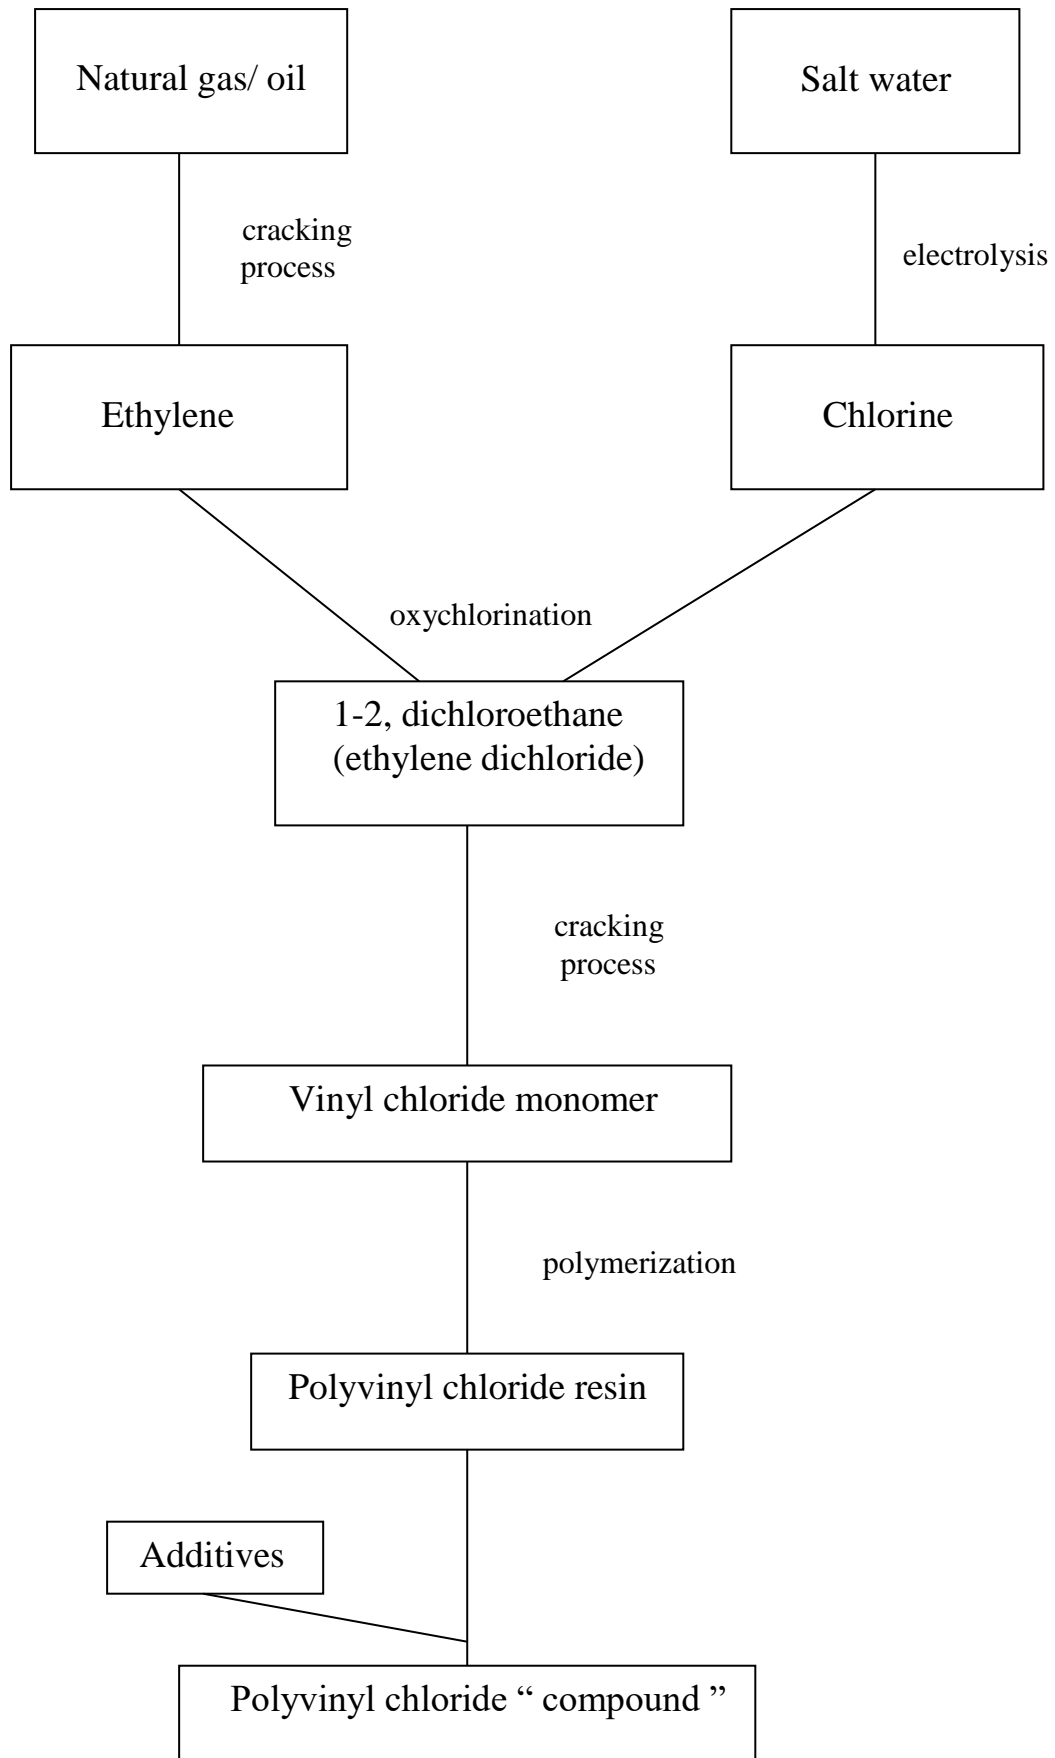 Natural gas/ oil
Salt water
cracking
process
electrolysis
Ethylene
Chlorine
oxychlorination
1-2, dichloroethane
(ethylene dichloride)
cracking
process
Vinyl chloride monomer
polymerization
Polyvinyl chloride resin
Additives
Polyvinyl chloride “ compound ”